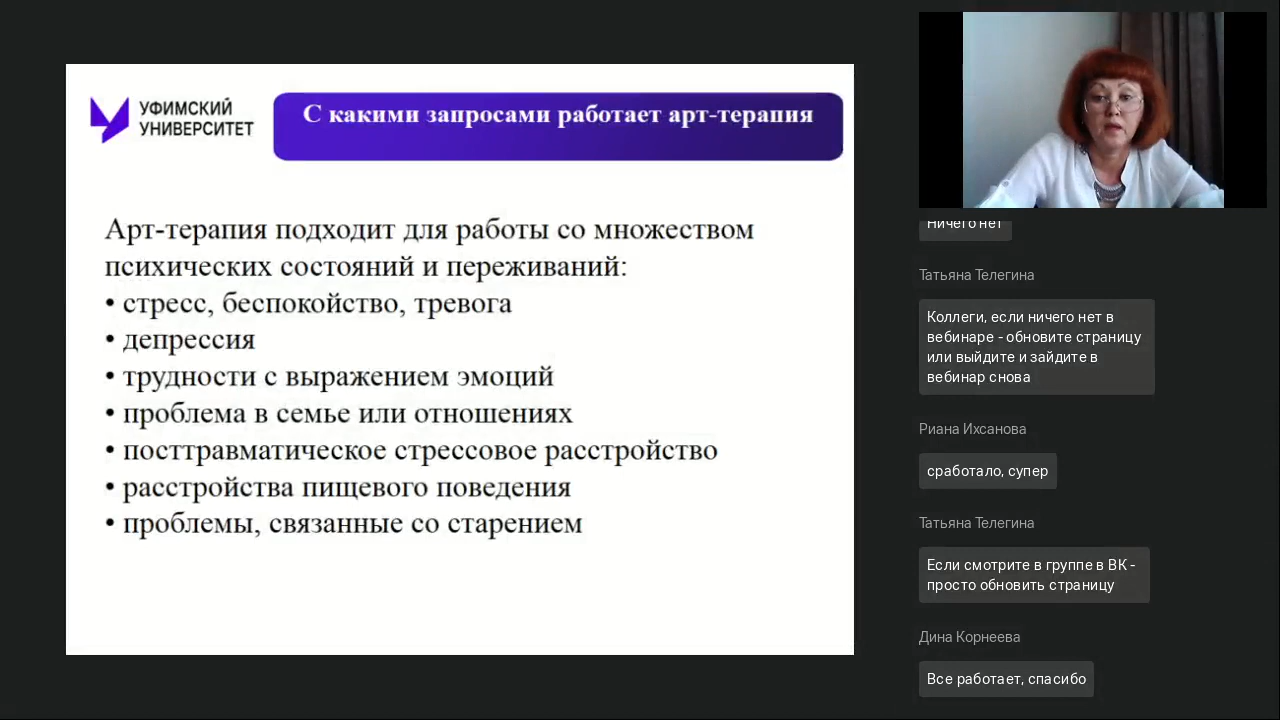 УФИМСКИЙ
УНИВЕРСИТЕТ
С какими запросами работает арт-терапия
Арт-терапия подходит для работы со множеством
психических состояний и переживаний:
• стресс, беспокойство, тревога
• депрессия
• трудности с выражением эмоций
• проблема в семье или отношениях
• посттравматическое стрессовое расстройство
• расстройства пищевого поведения
• проблемы, связанные со старением
Ничего нет
Татьяна Телегина
Коллеги, если ничего нет в
вебинаре - обновите страницу
или выйдите и зайдите в
вебинар снова
Риана Ихсанова
сработало, супер
Татьяна Телегина
Если смотрите в группе в ВК -
просто обновить страницу
Дина Корнеева
Все работает, спасибо